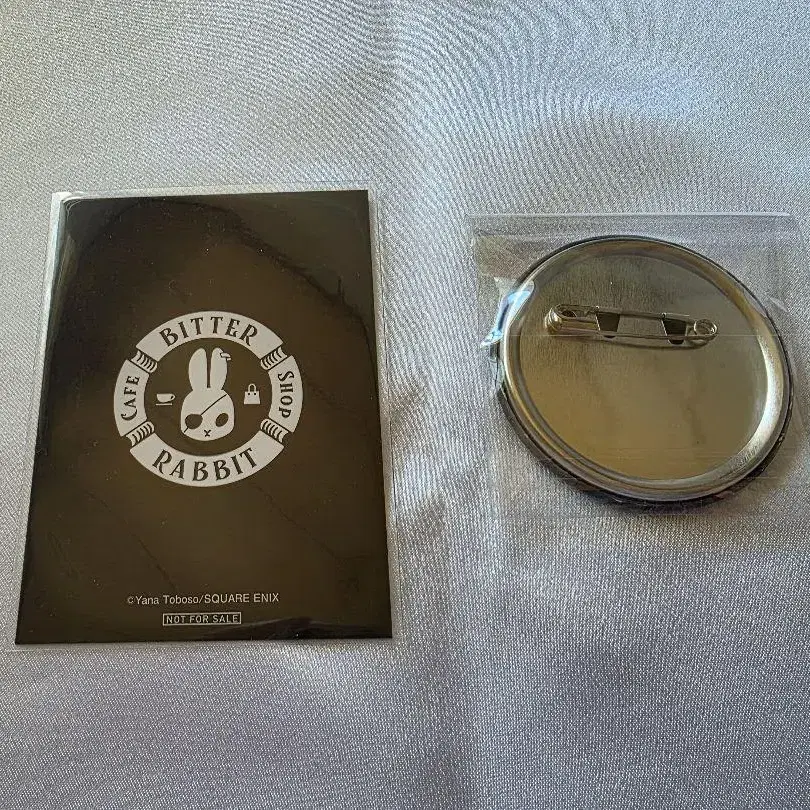 BITTER
CAFE
SHOP
RABBIT
©Yana Toboso/SQUARE ENIX
NOT FOR SALE